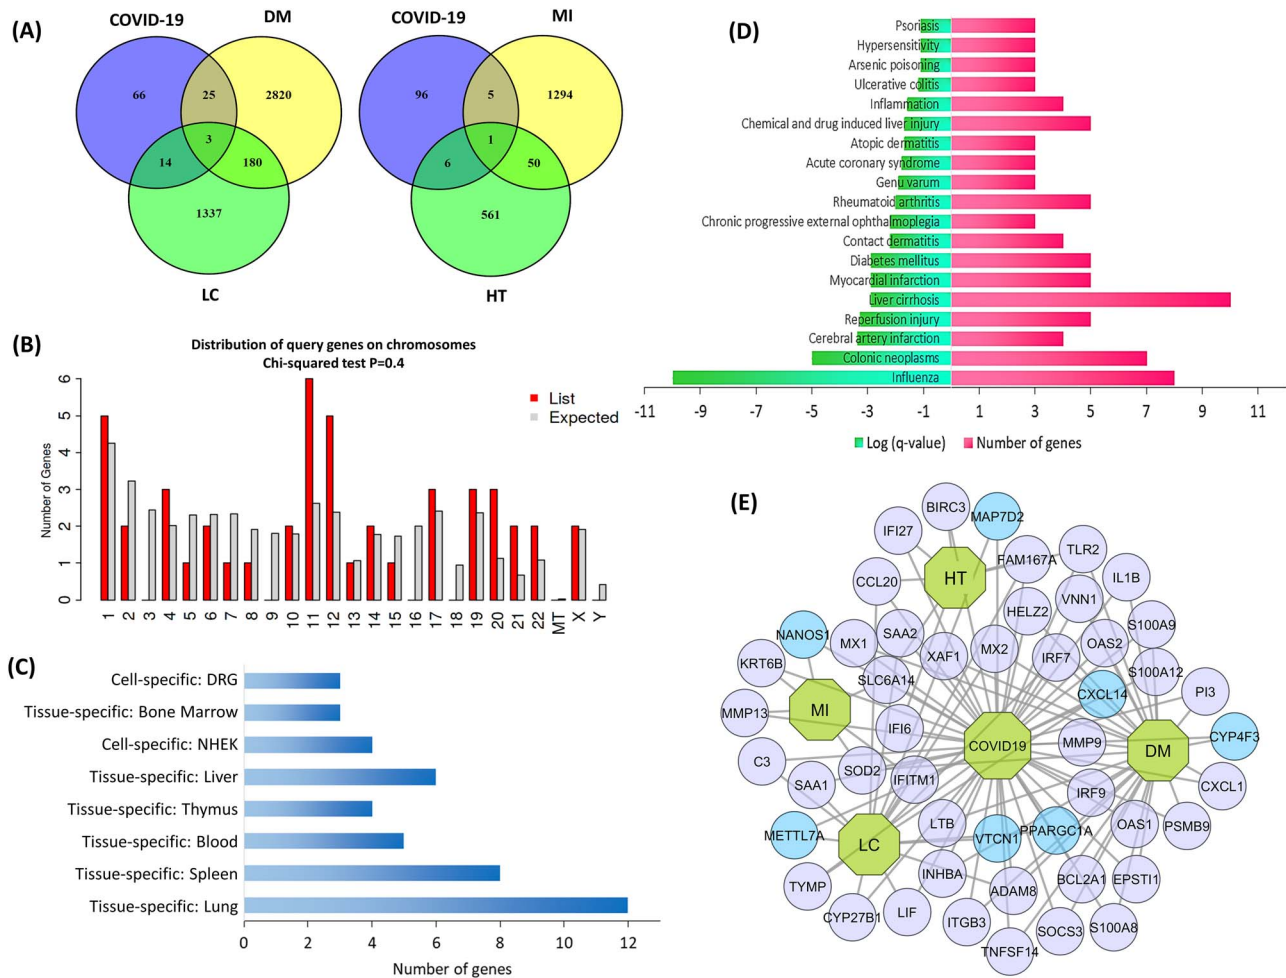 (A)
COVID-19
DM
66
25
2820
3
14
180
1337
LC
COVID-19
MI
96
5
1294
1
6
50
561
HT
(B)
Distribution of query genes on chromosomes
Chi-squared test P=0.4
Number of Genes
6
5
4
3
2
1
0
List
Expected
1
2
3
4
5
6
7
8
9
10
11
12
13
14
15
16
17
18
19
20
21
22
MT
X
Y
(C)
Cell-specific: DRG
Tissue-specific: Bone Marrow
Cell-specific: NHEK
Tissue-specific: Liver
Tissue-specific: Thymus
Tissue-specific: Blood
Tissue-specific: Spleen
Tissue-specific: Lung
0
2
4
6
8
10
12
Number of genes
(D)
Psoriasis
Hypersensitivity
Arsenic poisoning
Ulcerative colitis
Inflammation
Chemical and drug induced liver injury
Atopic dermatitis
Acute coronary syndrome
Genu varum
Rheumatoid arthritis
Chronic progressive external ophthalmoplegia
Contact dermatitis
Diabetes mellitus
Myocardial infarction
Liver cirrhosis
Reperfusion injury
Cerebral artery infarction
Colonic neoplasms
Influenza
-11
-9
-7
-5
-3
-1
1
3
5
7
9
11
Log (q-value)
Number of genes
(E)
BIRC3
MAP7D2
IFI27
FAM167A
TLR2
HT
CCL20
IL1B
VNN1
HELZ2
S100A9
NANOS1
MX1
SAA2
XAF1
MX2
IRF7
OAS2
KRT6B
SLC6A14
S100A12
CXCL14
PI3
MI
MMP13
IFI6
COVID19
MMP9
DM
CYP4F3
C3
SAA1
SOD2
IFITM1
IRF9
CXCL1
METTL7A
LC
LTB
VTCN1
PPARGC1A
OAS1
PSMB9
TYMP
INHBA
ADAM8
BCL2A1
EPSTI1
CYP27B1
LIF
ITGB3
SOCS3
S100A8
TNFSF14